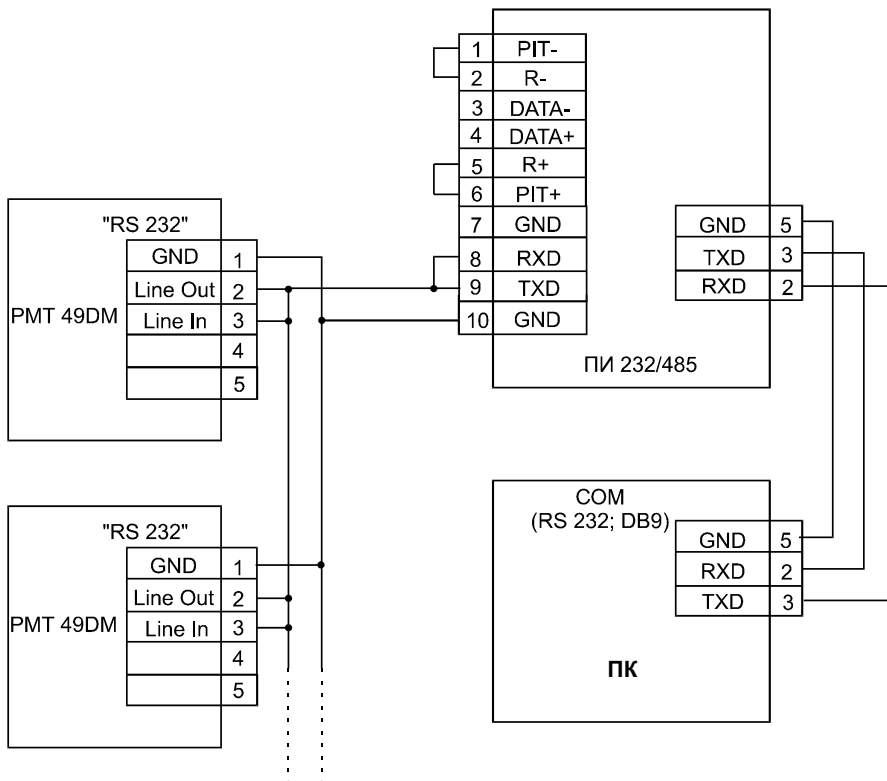 1 PIT-
2 R-
3 DATA-
4 DATA+
5 R+
6 PIT+
7 GND
8 RXD
9 TXD
10 GND
GND 5
TXD 3
RXD 2
ПИ 232/485
"RS 232"
GND 1
Line Out 2
Line In 3
4
5
РМТ 49DM
"RS 232"
GND 1
Line Out 2
Line In 3
4
5
РМТ 49DM
COM
(RS 232; DB9)
GND 5
RXD 2
TXD 3
ПК